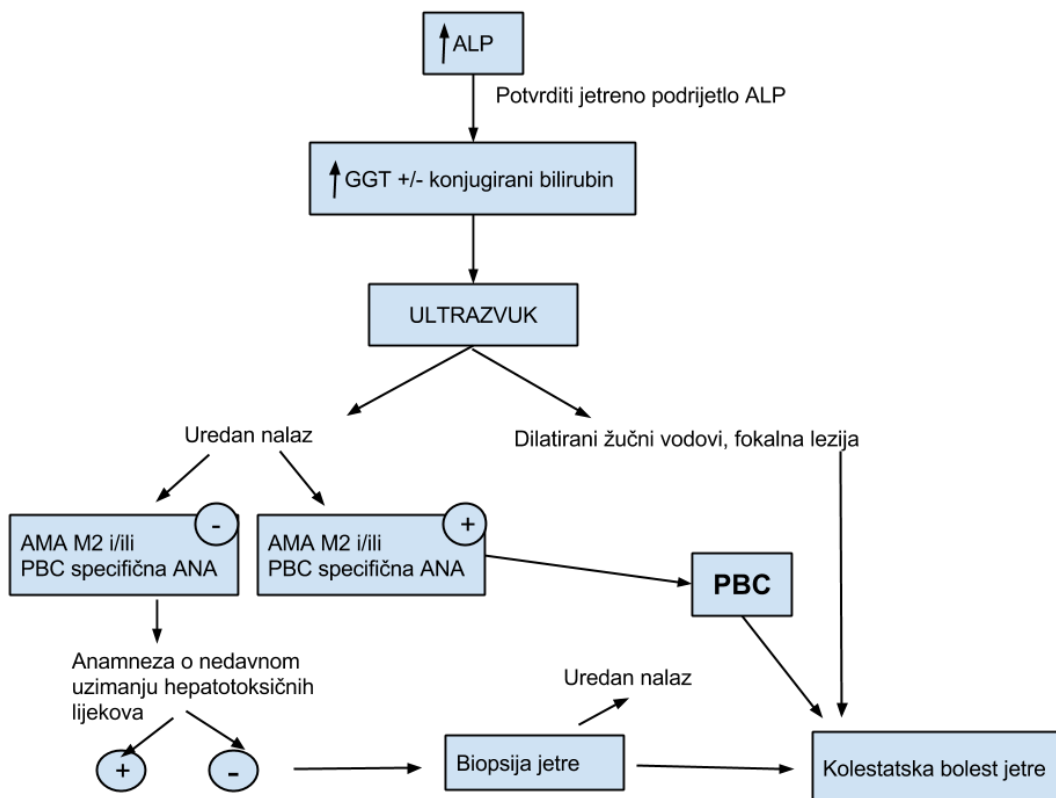 ALP
Potvrditi jetreno podrijetlo ALP
GGT +/- konjugirani bilirubin
ULTRAZVUK
Uredan nalaz
Dilatirani žučni vodovi, fokalna lezija
-
AMA M2 i/ili
PBC specifična ANA
+
AMA M2 i/ili
PBC specifična ANA
PBC
Anamneza o nedavnom
uzimanju hepatotoksičnih
lijekova
Uredan nalaz
+
-
Biopsija jetre
Kolestatska bolest jetre